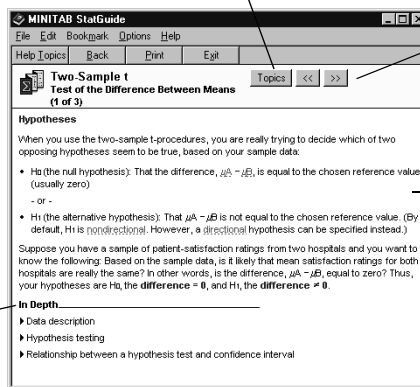 MINITAB StatGuide
File Edit Bookmark Options Help
Help Topics Back Print Exit
Two-Sample t
Test of the Difference Between Means
(1 of 3)
Topics << >>
Hypotheses
When you use the two-sample t-procedures, you are really trying to decide which of two
opposing hypotheses seem to be true, based on your sample data:
• H0 (the null hypothesis): That the difference, μA − μB, is equal to the chosen reference value
(usually zero)
- or -
• H1 (the alternative hypothesis): That μA − μB is not equal to the chosen reference value. (By
default, H1 is nondirectional. However, a directional hypothesis can be specified instead.)
Suppose you have a sample of patient-satisfaction ratings from two hospitals and you want to
know the following: Based on the sample data, is it likely that mean satisfaction ratings for both
hospitals are really the same? In other words, is the difference, μA − μB, equal to zero? Thus,
your hypotheses are H0, the difference = 0, and H1, the difference ≠ 0.
In Depth
Data description
Hypothesis testing
Relationship between a hypothesis test and confidence interval